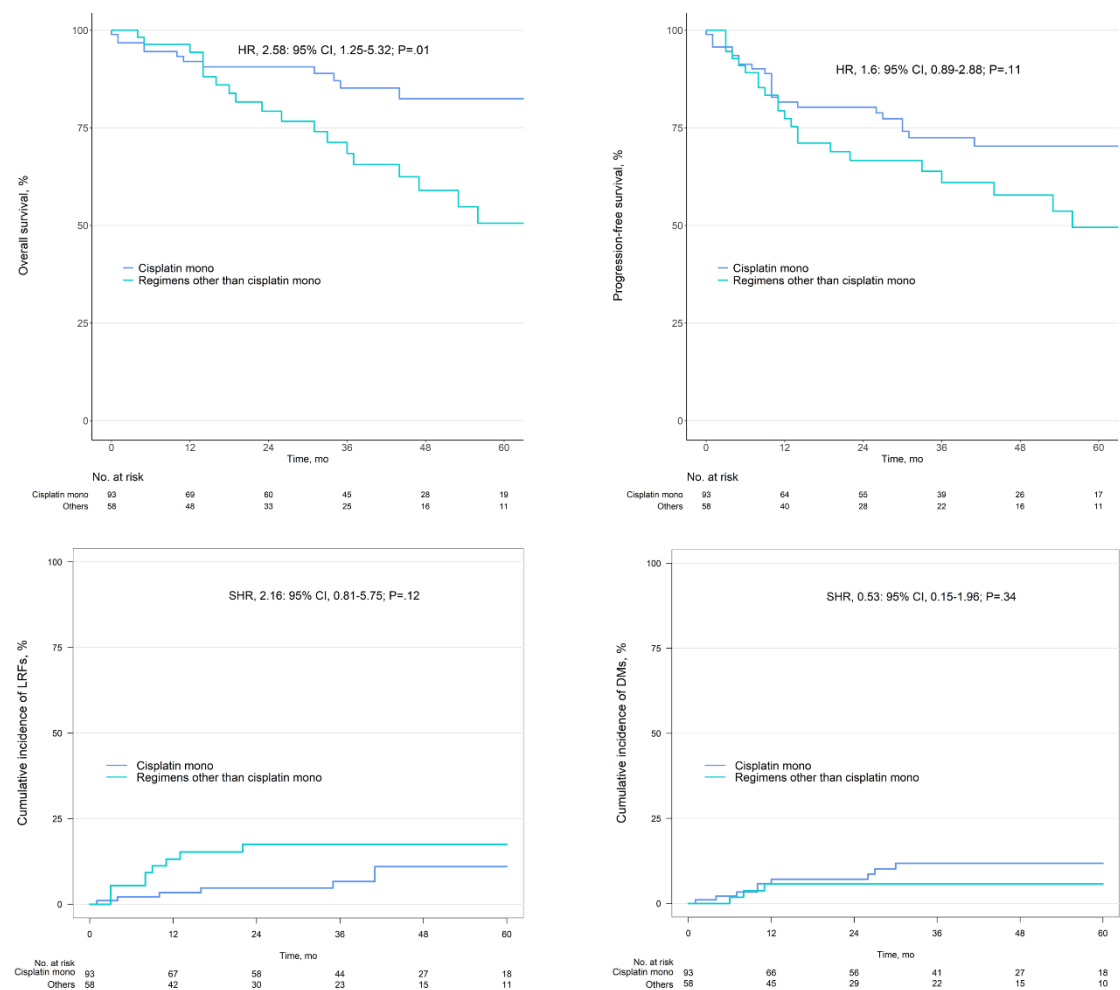 HR, 2.58: 95% CI, 1.25-5.32; P=.01
Overall survival, %
100
75
50
25
0
Cisplatin mono
Regimens other than cisplatin mono
0 12 24 36 48 60
Time, mo
No. at risk
Cisplatin mono 93 69 60 45 28 19
Others 58 48 33 25 16 11
HR, 1.6: 95% CI, 0.89-2.88; P=.11
Progression-free survival, %
100
75
50
25
0
Cisplatin mono
Regimens other than cisplatin mono
0 12 24 36 48 60
Time, mo
No. at risk
Cisplatin mono 93 64 55 39 26 17
Others 58 40 28 22 16 11
SHR, 2.16: 95% CI, 0.81-5.75; P=.12
Cumulative incidence of LRFs, %
100
75
50
25
0
Cisplatin mono
Regimens other than cisplatin mono
0 12 24 36 48 60
Time, mo
No. at risk
Cisplatin mono 93 67 58 44 27 18
Others 58 42 30 23 15 11
SHR, 0.53: 95% CI, 0.15-1.96; P=.34
Cumulative incidence of DMs, %
100
75
50
25
0
Cisplatin mono
Regimens other than cisplatin mono
0 12 24 36 48 60
Time, mo
No. at risk
Cisplatin mono 93 66 56 41 27 18
Others 58 45 29 22 15 10